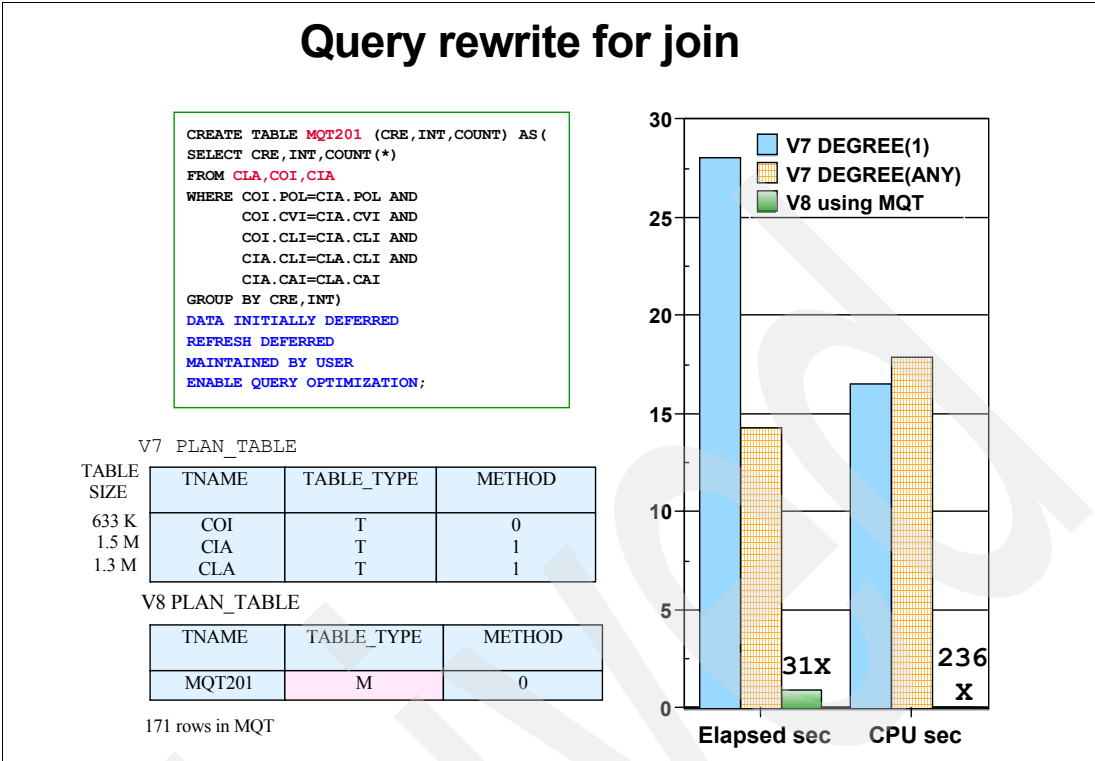 Query rewrite for join
CREATE TABLE MQT201 (CRE,INT,COUNT) AS(
SELECT CRE,INT,COUNT(*)
FROM CLA,COI,CIA
WHERE COI.POL=CIA.POL AND
COI.CVI=CIA.CVI AND
COI.CLI=CIA.CLI AND
CIA.CLI=CLA.CLI AND
CIA.CAI=CLA.CAI
GROUP BY CRE,INT)
DATA INITIALLY DEFERRED
REFRESH DEFERRED
MAINTAINED BY USER
ENABLE QUERY OPTIMIZATION;
V7 PLAN_TABLE
TABLE
SIZE
TNAME TABLE_TYPE METHOD
633 K COI T 0
1.5 M CIA T 1
1.3 M CLA T 1
V8 PLAN_TABLE
TNAME TABLE_TYPE METHOD
MQT201 M 0
171 rows in MQT
30
25
20
15
10
5
0
V7 DEGREE(1)
V7 DEGREE(ANY)
V8 using MQT
31X
236
X
Elapsed sec CPU sec